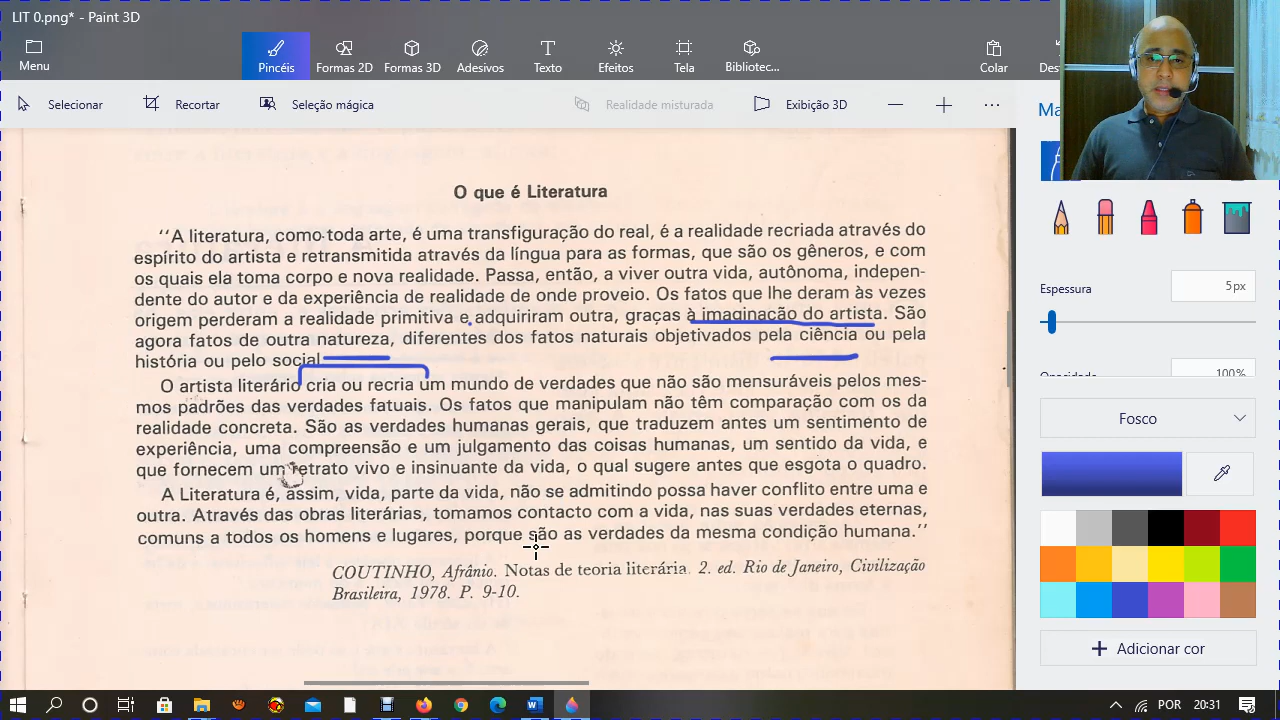 LIT 0.png* - Paint 3D
Menu
Pincéis
Formas 2D
Formas 3D
Adesivos
Texto
Efeitos
Tela
Bibliotec...
Colar
Selecionar
Recortar
Seleção mágica
Realidade misturada
Exibição 3D
O que é Literatura
''A literatura, como toda arte, é uma transfiguração do real, é a realidade recriada através do
espírito do artista e retransmitida através da língua para as formas, que são os gêneros, e com
os quais ela toma corpo e nova realidade. Passa, então, a viver outra vida, autônoma, indepen-
dente do autor e da experiência de realidade de onde proveio. Os fatos que lhe deram às vezes
origem perderam a realidade primitiva e adquiriram outra, graças à imaginação do artista. São
agora fatos de outra natureza, diferentes dos fatos naturais objetivados pela ciência ou pela
história ou pelo social
O artista literário cria ou recria um mundo de verdades que não são mensuráveis pelos mes-
mos padrões das verdades fatuais. Os fatos que manipulam não têm comparação com os da
realidade concreta. São as verdades humanas gerais, que traduzem antes um sentimento de
experiência, uma compreensão e um julgamento das coisas humanas, um sentido da vida, e
que fornecem um retrato vivo e insinuante da vida, o qual sugere antes que esgota o quadro.
A Literatura é, assim, vida, parte da vida, não se admitindo possa haver conflito entre uma e
outra. Através das obras literárias, tomamos contacto com a vida, nas suas verdades eternas,
comuns a todos os homens e lugares, porque são as verdades da mesma condição humana.''
COUTINHO, Afrânio. Notas de teoria literária. 2. ed. Rio de Janeiro, Civilização
Brasileira, 1978. P. 9-10.
Espessura
5px
100%
Fosco
Adicionar cor
POR
20:31